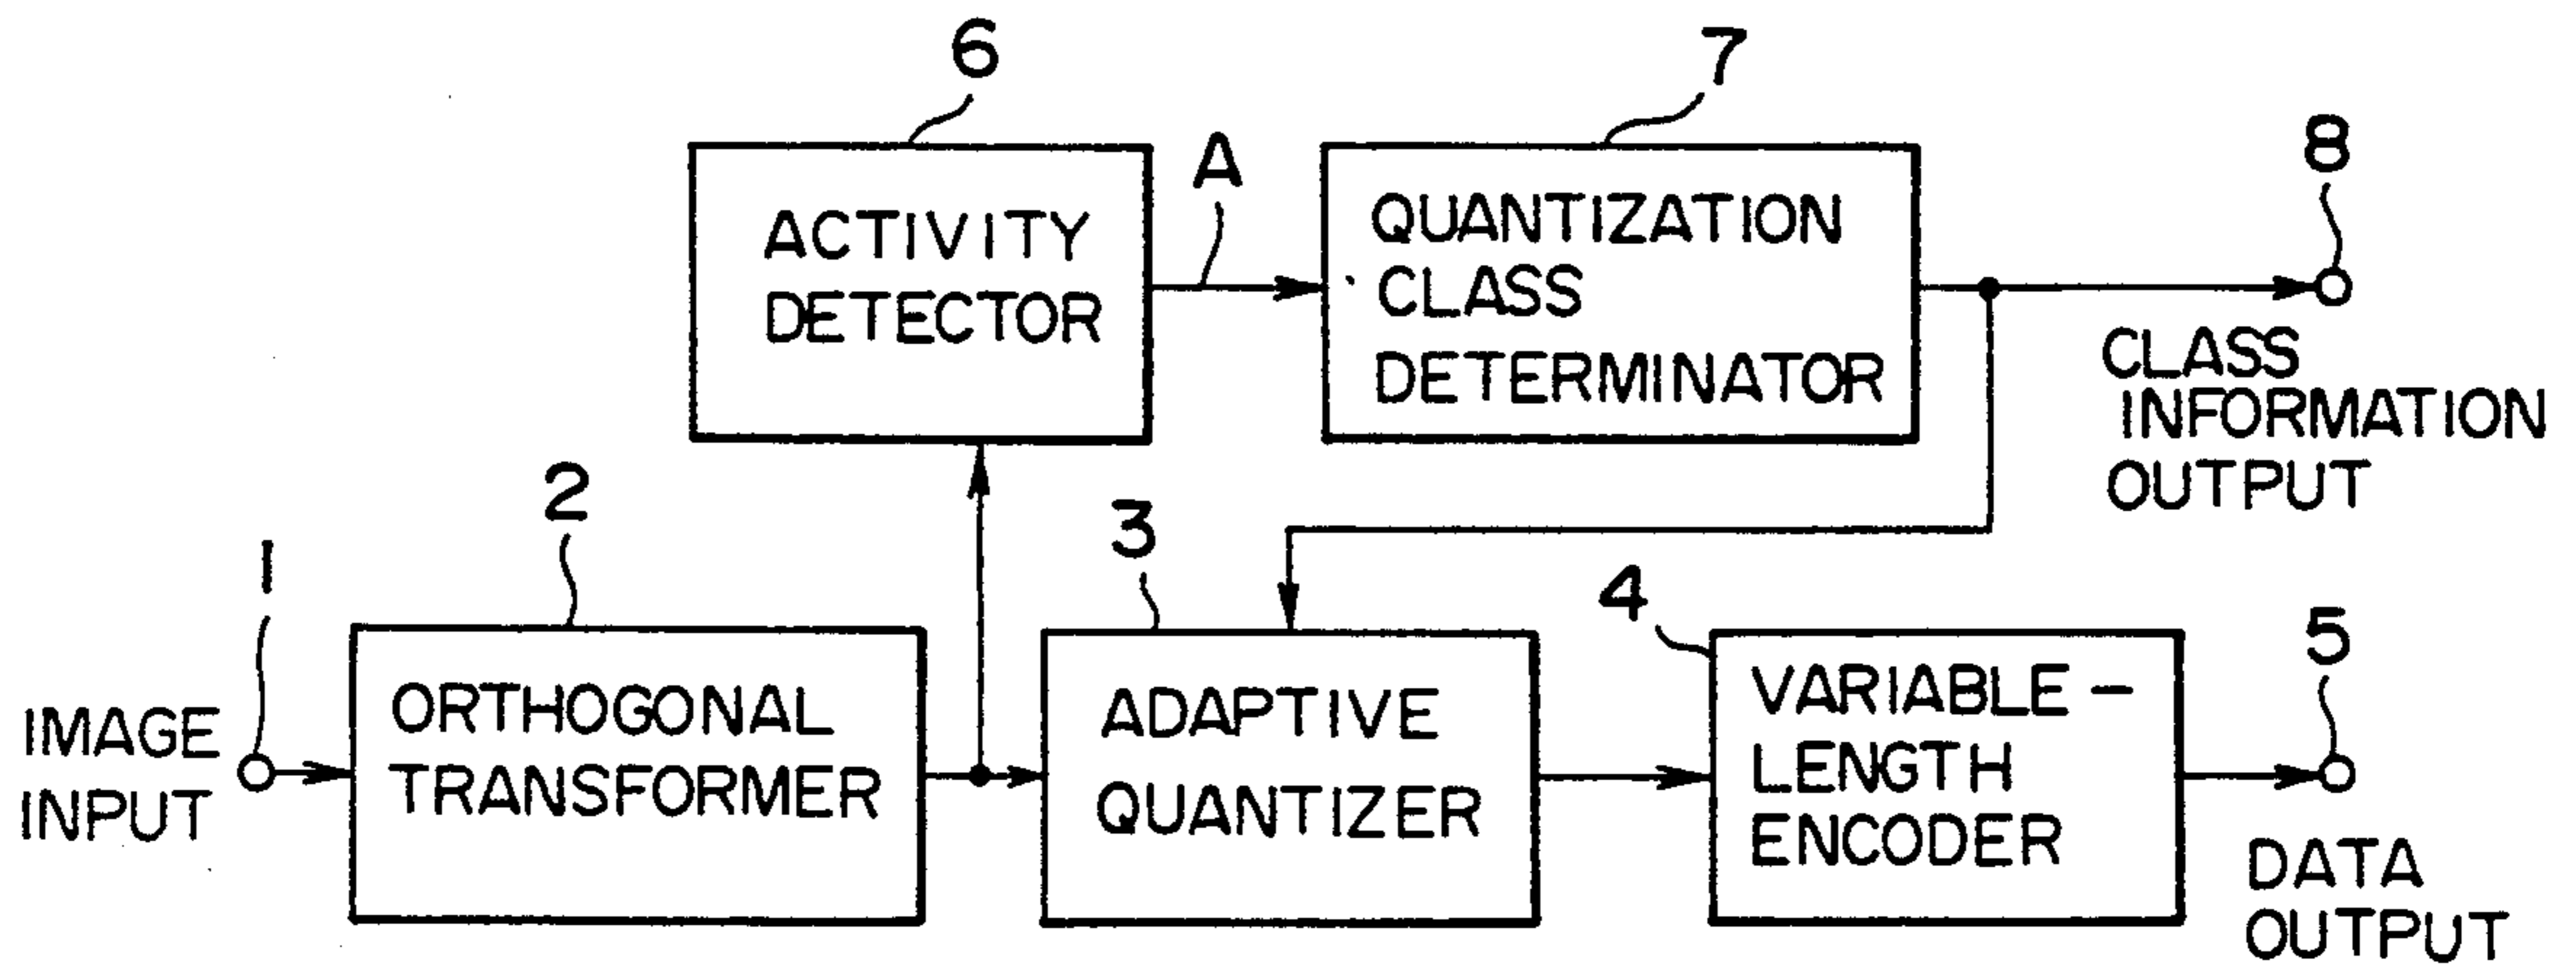 6
7
8
A
ACTIVITY
DETECTOR
QUANTIZATION
CLASS
DETERMINATOR
CLASS
INFORMATION
OUTPUT
1
2
3
4
5
IMAGE
INPUT
ORTHOGONAL
TRANSFORMER
ADAPTIVE
QUANTIZER
VARIABLE-
LENGTH
ENCODER
DATA
OUTPUT